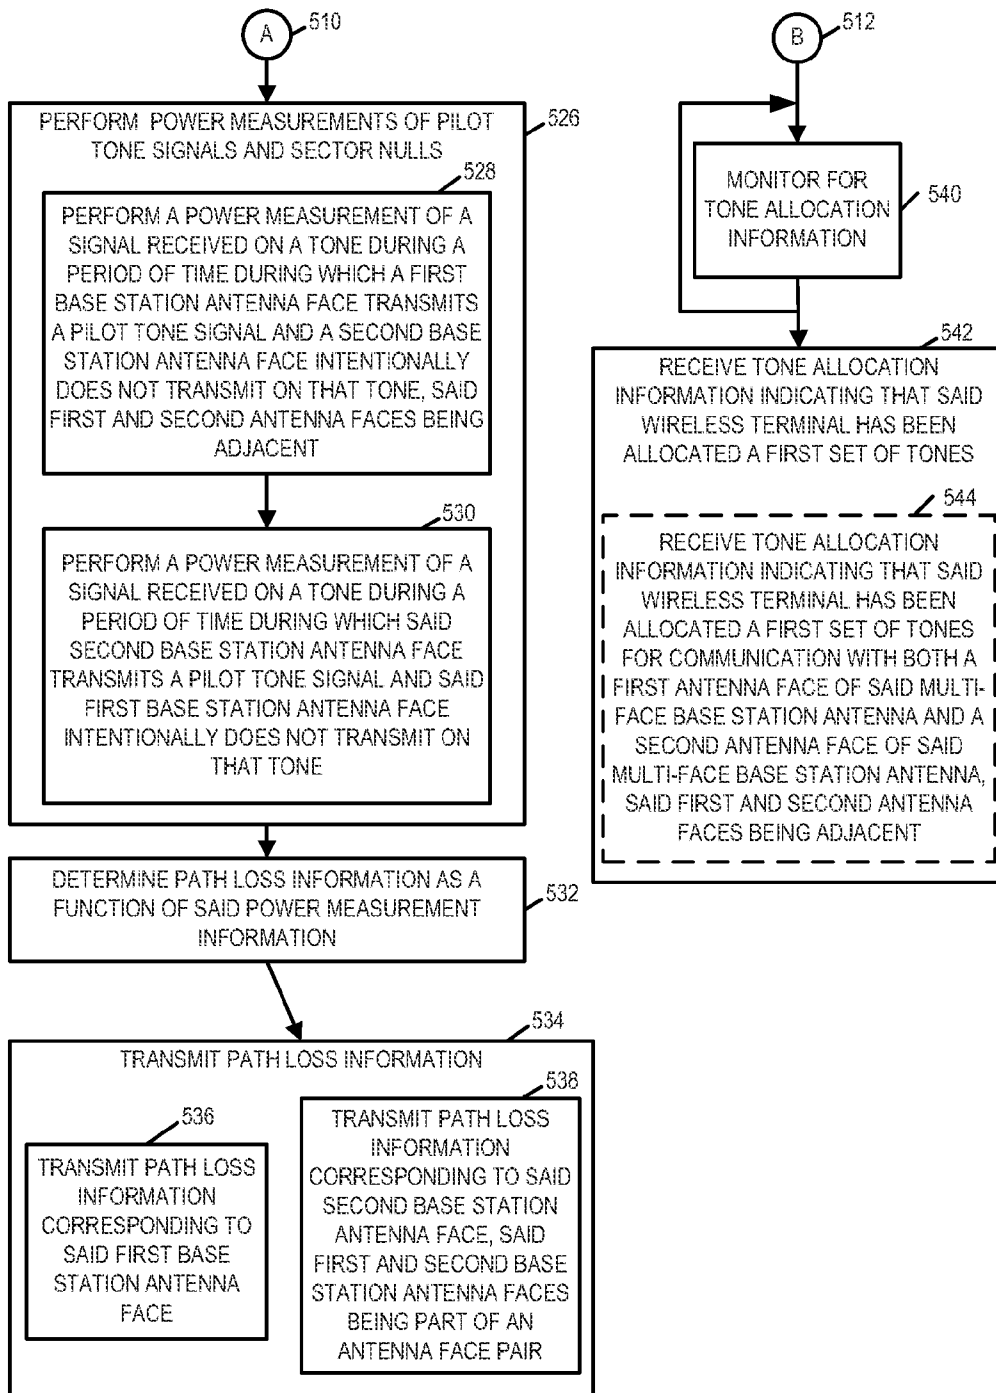 A
510
PERFORM POWER MEASUREMENTS OF PILOT
TONE SIGNALS AND SECTOR NULLS
526
528
PERFORM A POWER MEASUREMENT OF A
SIGNAL RECEIVED ON A TONE DURING A
PERIOD OF TIME DURING WHICH A FIRST
BASE STATION ANTENNA FACE TRANSMITS
A PILOT TONE SIGNAL AND A SECOND BASE
STATION ANTENNA FACE INTENTIONALLY
DOES NOT TRANSMIT ON THAT TONE, SAID
FIRST AND SECOND ANTENNA FACES BEING
ADJACENT
530
PERFORM A POWER MEASUREMENT OF A
SIGNAL RECEIVED ON A TONE DURING A
PERIOD OF TIME DURING WHICH SAID
SECOND BASE STATION ANTENNA FACE
TRANSMITS A PILOT TONE SIGNAL AND SAID
FIRST BASE STATION ANTENNA FACE
INTENTIONALLY DOES NOT TRANSMIT ON
THAT TONE
DETERMINE PATH LOSS INFORMATION AS A
FUNCTION OF SAID POWER MEASUREMENT
INFORMATION
532
534
TRANSMIT PATH LOSS INFORMATION
536
TRANSMIT PATH LOSS
INFORMATION
CORRESPONDING TO
SAID FIRST BASE
STATION ANTENNA
FACE
538
TRANSMIT PATH LOSS
INFORMATION
CORRESPONDING TO SAID
SECOND BASE STATION
ANTENNA FACE, SAID
FIRST AND SECOND BASE
STATION ANTENNA FACES
BEING PART OF AN
ANTENNA FACE PAIR
B
512
MONITOR FOR
TONE ALLOCATION
INFORMATION
540
542
RECEIVE TONE ALLOCATION
INFORMATION INDICATING THAT SAID
WIRELESS TERMINAL HAS BEEN
ALLOCATED A FIRST SET OF TONES
544
RECEIVE TONE ALLOCATION
INFORMATION INDICATING THAT SAID
WIRELESS TERMINAL HAS BEEN
ALLOCATED A FIRST SET OF TONES
FOR COMMUNICATION WITH BOTH A
FIRST ANTENNA FACE OF SAID MULTI-
FACE BASE STATION ANTENNA AND A
SECOND ANTENNA FACE OF SAID
MULTI-FACE BASE STATION ANTENNA,
SAID FIRST AND SECOND ANTENNA
FACES BEING ADJACENT